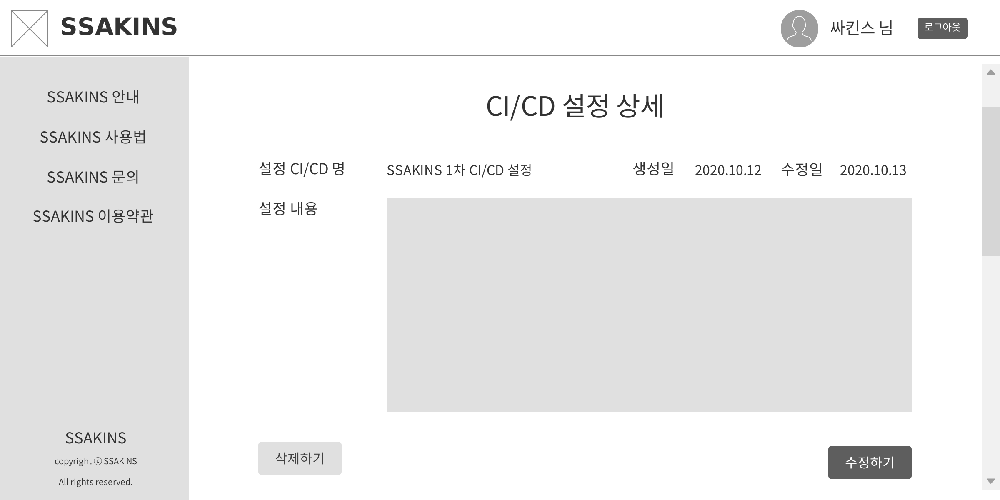 SSAKINS
싸킨스 님
로그아웃
SSAKINS 안내
SSAKINS 사용법
SSAKINS 문의
SSAKINS 이용약관
SSAKINS
copyright ⓒ SSAKINS
All rights reserved.
CI/CD 설정 상세
설정 CI/CD 명 SSAKINS 1차 CI/CD 설정 생성일 2020.10.12 수정일 2020.10.13
설정 내용
삭제하기 수정하기